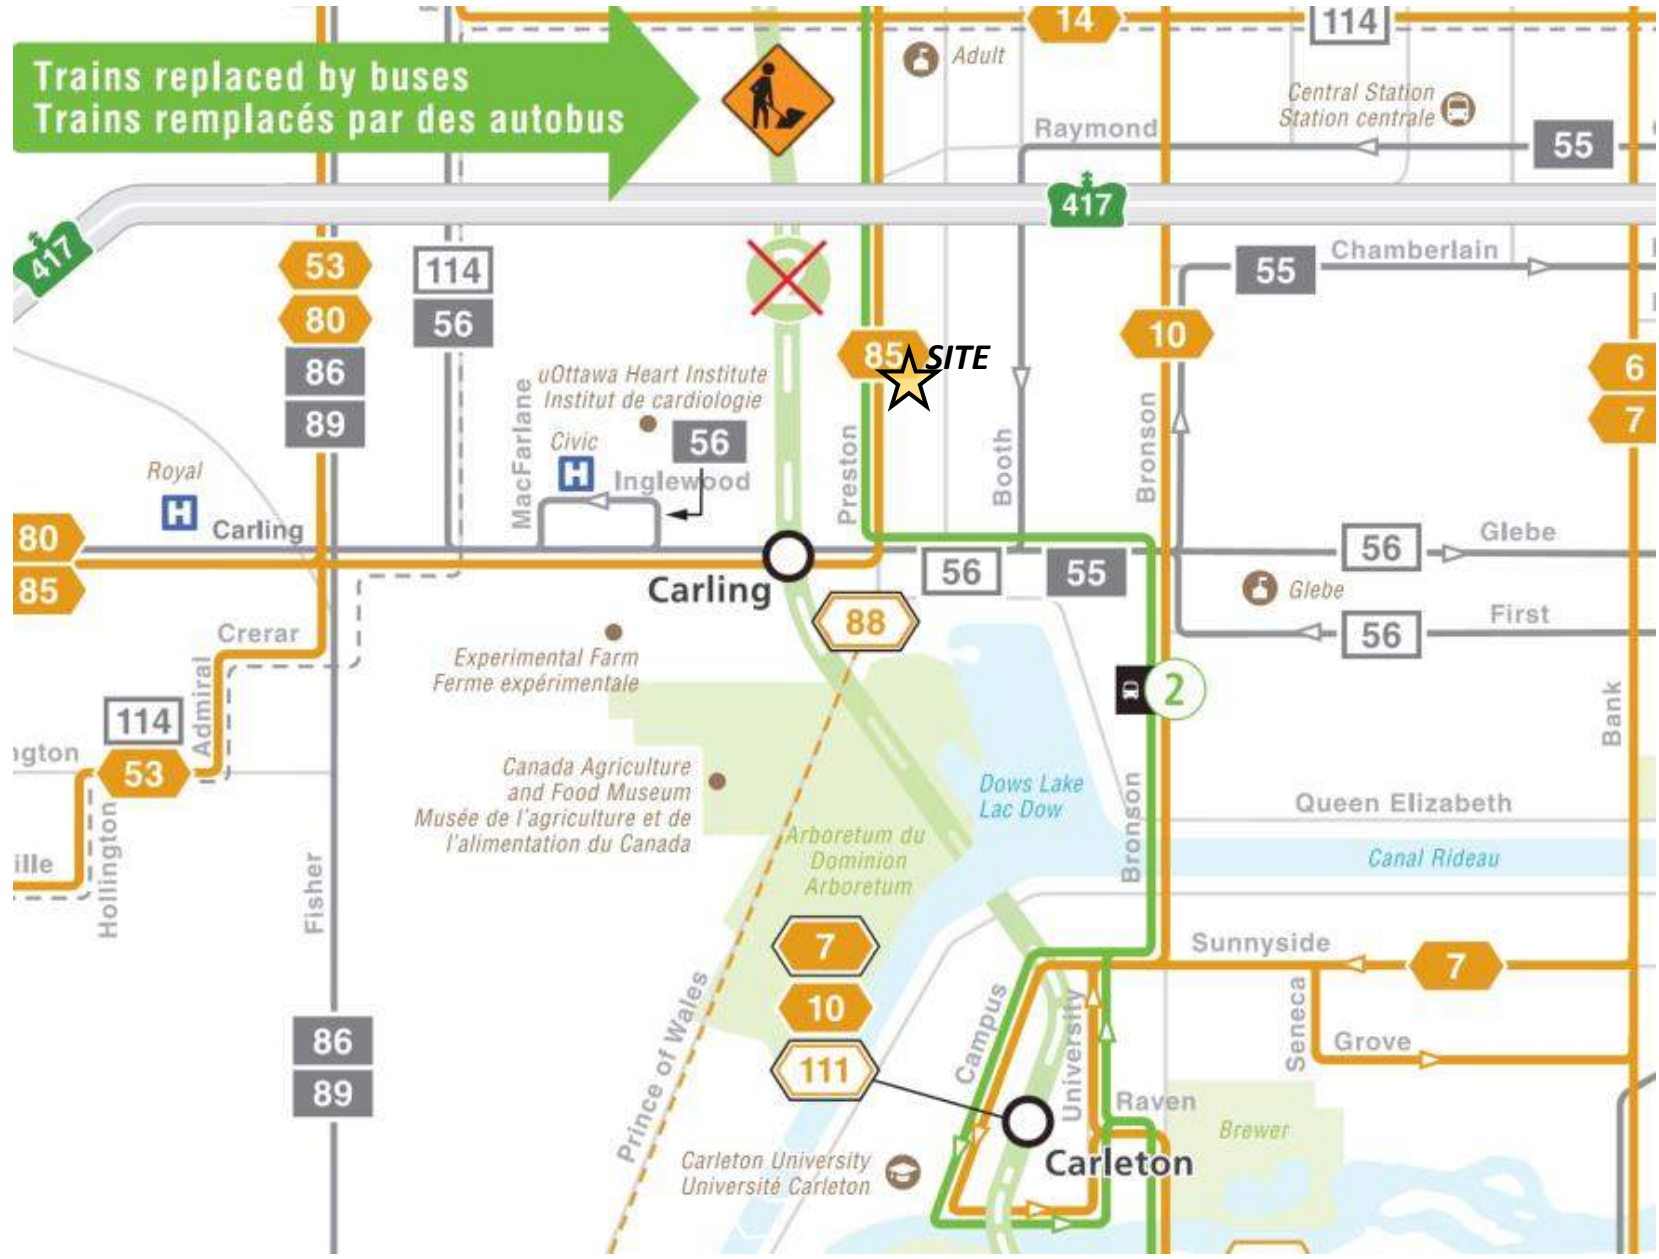 14
114
Adult
Trains replaced by buses
Trains remplacés par des autobus
Central Station
Station centrale
Raymond
55
417
417
53
114
80
56
86
89
55
Chamberlain
10
85
SITE
6
7
uOttawa Heart Institute
Institut de cardiologie
MacFarlane
Civic
H
56
Inglewood
Preston
Booth
Bronson
Royal
H
Carling
80
85
Carling
56
55
56
Glebe
Glebe
56
First
88
Crerar
Admiral
Experimental Farm
Ferme expérimentale
2
Bank
114
ngton
53
Hollington
ille
Fisher
Canada Agriculture
and Food Museum
Musée de l'agriculture et de
l'alimentation du Canada
Dows Lake
Lac Dow
Arboretum du
Dominion
Arboretum
Bronson
Queen Elizabeth
Canal Rideau
7
10
111
Sunnyside
7
Seneca
Grove
Campus
University
Prince of Wales
86
89
Raven
Brewer
Carleton
Carleton University
Université Carleton